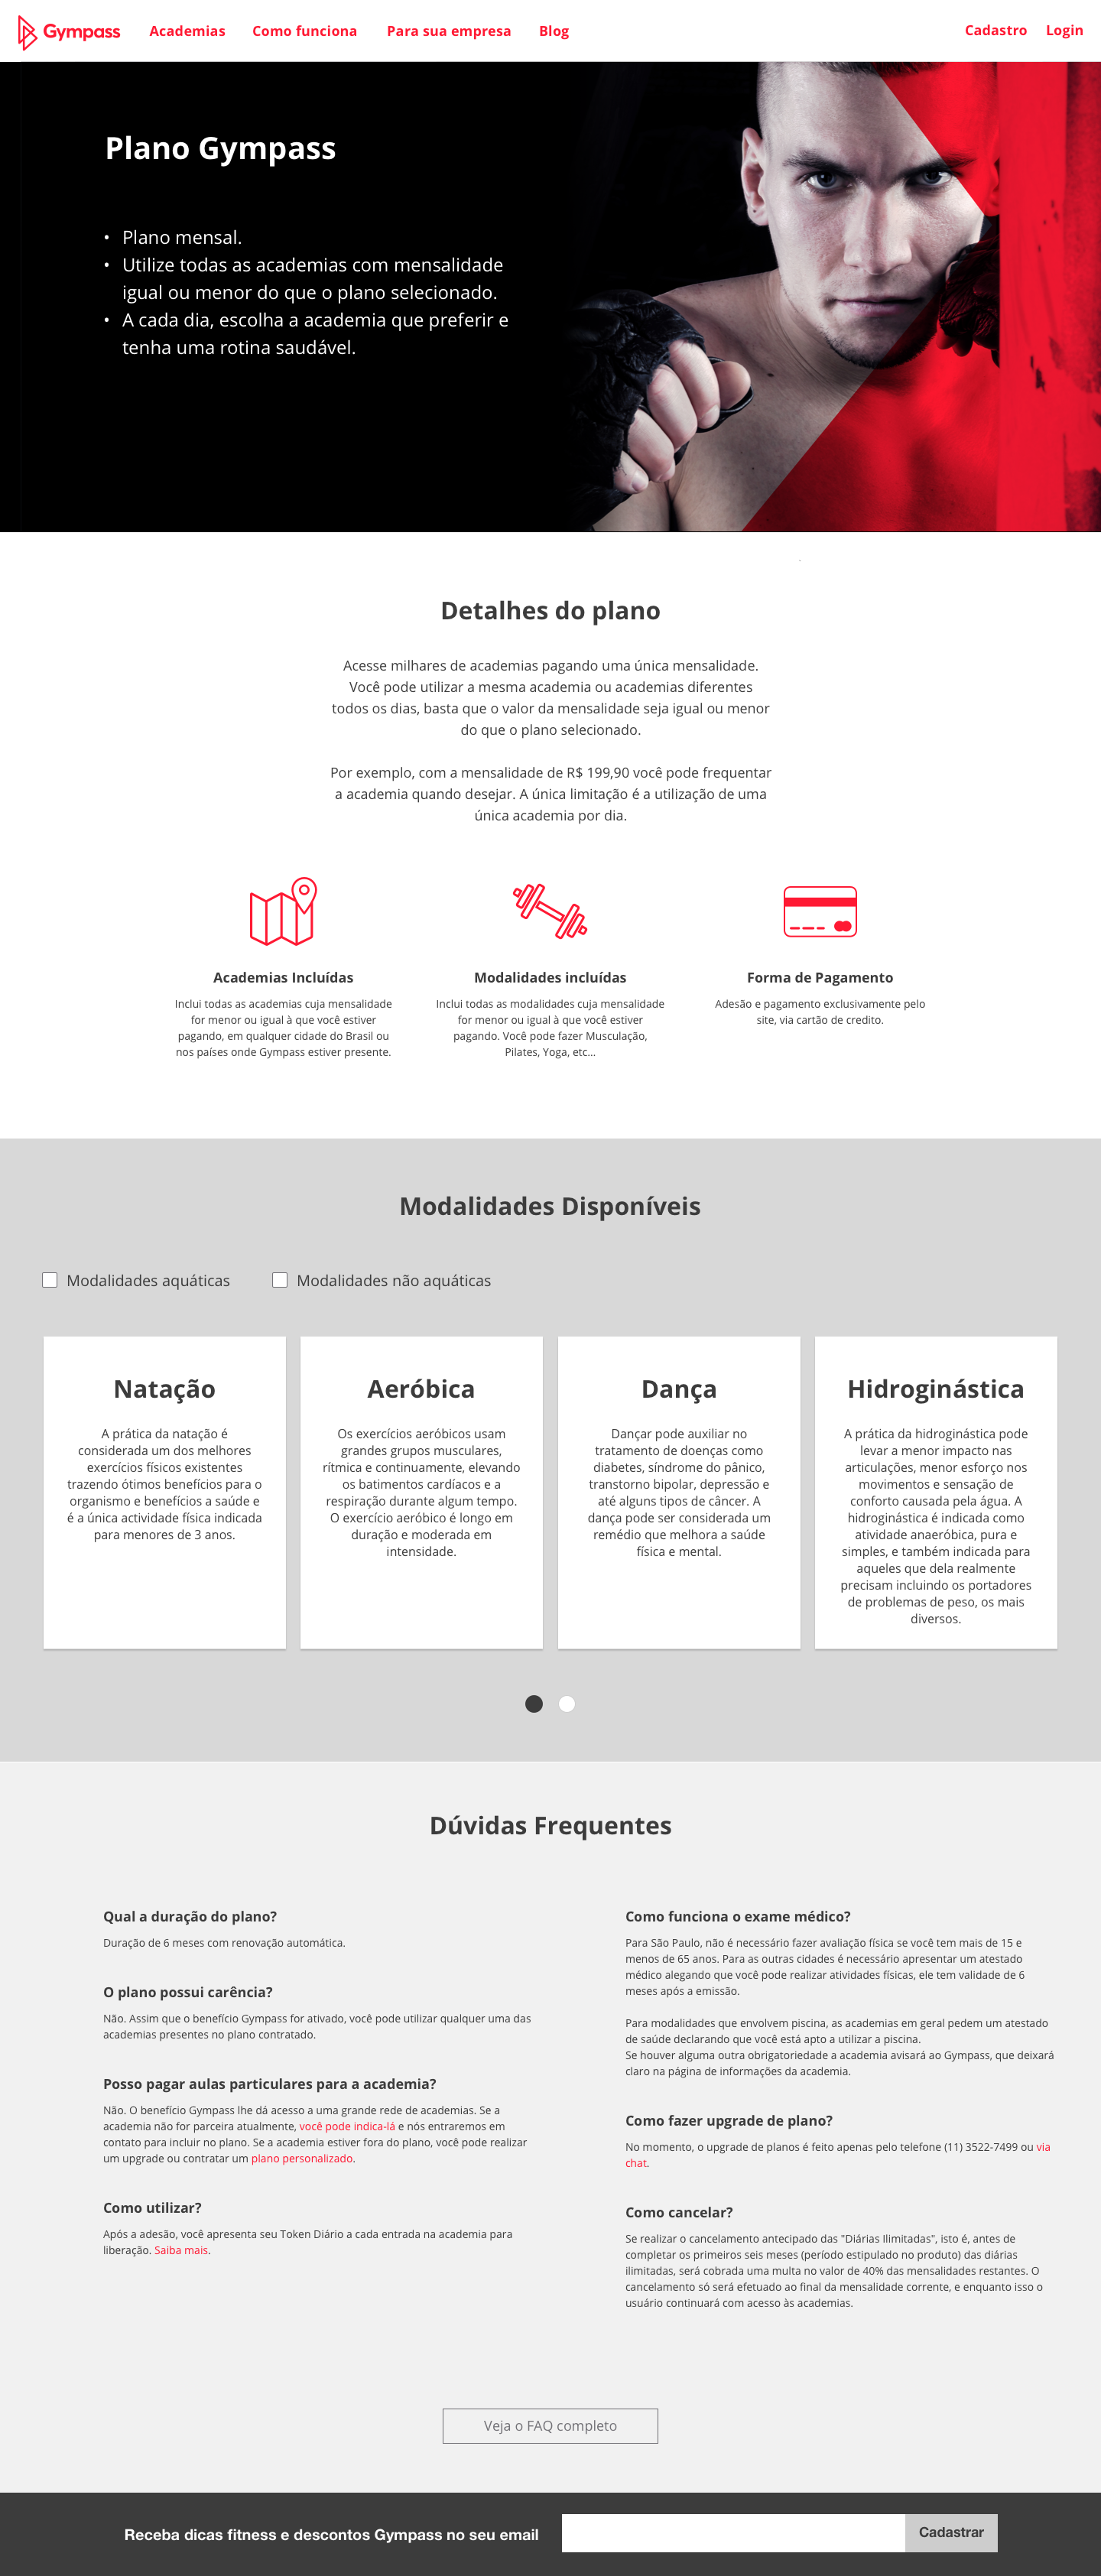 Gympass Academias Como funciona Para sua empresa Blog Cadastro Login
Plano Gympass
• Plano mensal.
• Utilize todas as academias com mensalidade
igual ou menor do que o plano selecionado.
• A cada dia, escolha a academia que preferir e
tenha uma rotina saudável.
Detalhes do plano
Acesse milhares de academias pagando uma única mensalidade.
Você pode utilizar a mesma academia ou academias diferentes
todos os dias, basta que o valor da mensalidade seja igual ou menor
do que o plano selecionado.
Por exemplo, com a mensalidade de R$ 199,90 você pode frequentar
a academia quando desejar. A única limitação é a utilização de uma
única academia por dia.
Academias Incluídas
Inclui todas as academias cuja mensalidade
for menor ou igual à que você estiver
pagando, em qualquer cidade do Brasil ou
nos países onde Gympass estiver presente.
Modalidades incluídas
Inclui todas as modalidades cuja mensalidade
for menor ou igual à que você estiver
pagando. Você pode fazer Musculação,
Pilates, Yoga, etc...
Forma de Pagamento
Adesão e pagamento exclusivamente pelo
site, via cartão de credito.
Modalidades Disponíveis
Modalidades aquáticas Modalidades não aquáticas
Natação
A prática da natação é
considerada um dos melhores
exercícios físicos existentes
trazendo ótimos benefícios para o
organismo e benefícios a saúde e
é a única actividade física indicada
para menores de 3 anos.
Aeróbica
Os exercícios aeróbicos usam
grandes grupos musculares,
rítmica e continuamente, elevando
os batimentos cardíacos e a
respiração durante algum tempo.
O exercício aeróbico é longo em
duração e moderada em
intensidade.
Dança
Dançar pode auxiliar no
tratamento de doenças como
diabetes, síndrome do pânico,
transtorno bipolar, depressão e
até alguns tipos de câncer. A
dança pode ser considerada um
remédio que melhora a saúde
física e mental.
Hidroginástica
A prática da hidroginástica pode
levar a menor impacto nas
articulações, menor esforço nos
movimentos e sensação de
conforto causada pela água. A
hidroginástica é indicada como
atividade anaeróbica, pura e
simples, e também indicada para
aqueles que dela realmente
precisam incluindo os portadores
de problemas de peso, os mais
diversos.
Dúvidas Frequentes
Qual a duração do plano?
Duração de 6 meses com renovação automática.
O plano possui carência?
Não. Assim que o benefício Gympass for ativado, você pode utilizar qualquer uma das
academias presentes no plano contratado.
Posso pagar aulas particulares para a academia?
Não. O benefício Gympass lhe dá acesso a uma grande rede de academias. Se a
academia não for parceira atualmente, você pode indica-lá e nós entraremos em
contato para incluir no plano. Se a academia estiver fora do plano, você pode realizar
um upgrade ou contratar um plano personalizado.
Como utilizar?
Após a adesão, você apresenta seu Token Diário a cada entrada na academia para
liberação. Saiba mais.
Como funciona o exame médico?
Para São Paulo, não é necessário fazer avaliação física se você tem mais de 15 e
menos de 65 anos. Para as outras cidades é necessário apresentar um atestado
médico alegando que você pode realizar atividades físicas, ele tem validade de 6
meses após a emissão.
Para modalidades que envolvem piscina, as academias em geral pedem um atestado
de saúde declarando que você está apto a utilizar a piscina.
Se houver alguma outra obrigatoriedade a academia avisará ao Gympass, que deixará
claro na página de informações da academia.
Como fazer upgrade de plano?
No momento, o upgrade de planos é feito apenas pelo telefone (11) 3522-7499 ou via
chat.
Como cancelar?
Se realizar o cancelamento antecipado das "Diárias Ilimitadas", isto é, antes de
completar os primeiros seis meses (período estipulado no produto) das diárias
ilimitadas, será cobrada uma multa no valor de 40% das mensalidades restantes. O
cancelamento só será efetuado ao final da mensalidade corrente, e enquanto isso o
usuário continuará com acesso às academias.
Veja o FAQ completo
Receba dicas fitness e descontos Gympass no seu email Cadastrar